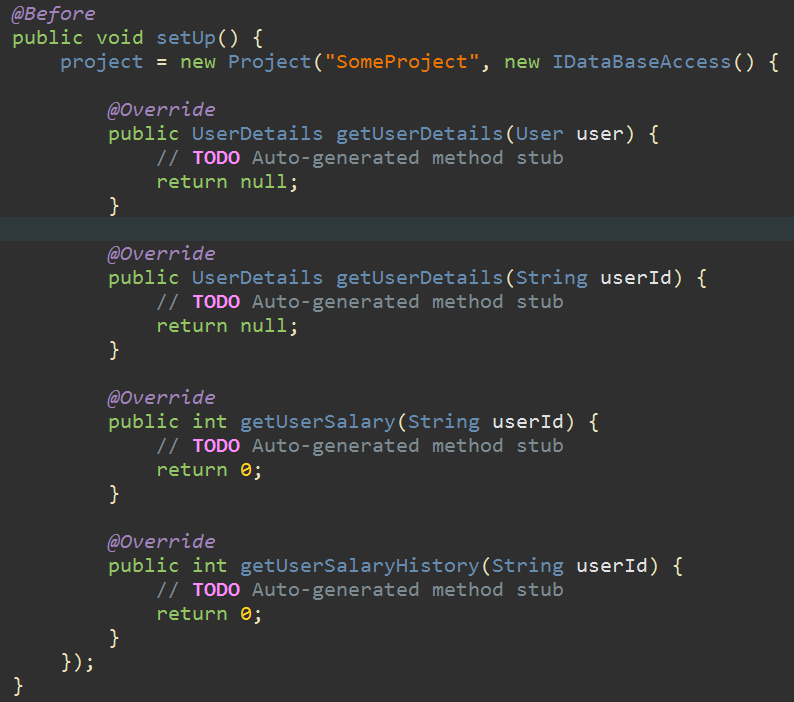 @Before
public void setUp() {
    project = new Project("SomeProject", new IDataBaseAccess() {

        @Override
        public UserDetails getUserDetails(User user) {
            // TODO Auto-generated method stub
            return null;
        }

        @Override
        public UserDetails getUserDetails(String userId) {
            // TODO Auto-generated method stub
            return null;
        }

        @Override
        public int getUserSalary(String userId) {
            // TODO Auto-generated method stub
            return 0;
        }

        @Override
        public int getUserSalaryHistory(String userId) {
            // TODO Auto-generated method stub
            return 0;
        }
    });
}